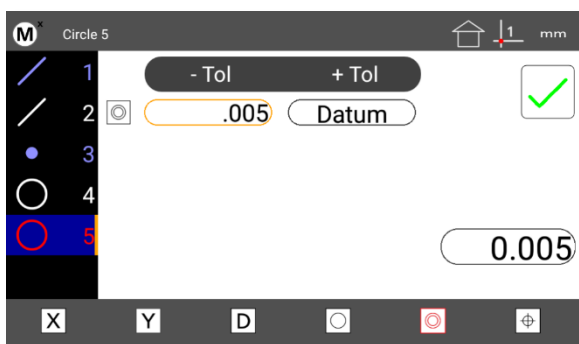 M x Circle 5 1 mm
1 - Tol + Tol
2 .005 Datum
3
4
5 0.005
X Y D